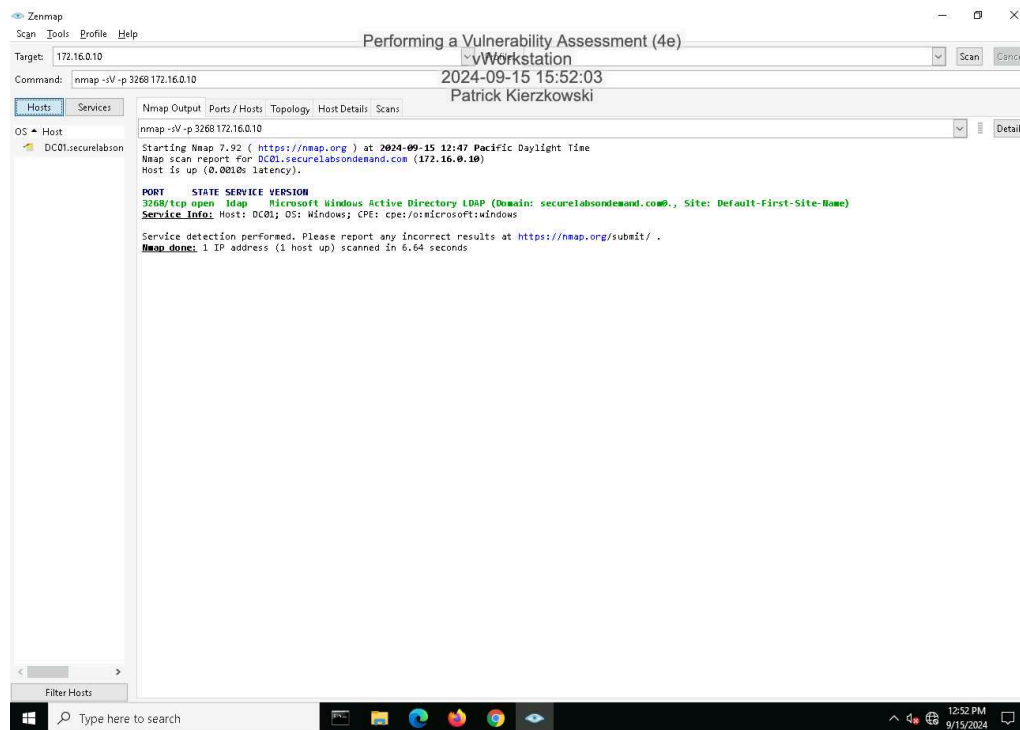 Zenmap
Scan Tools Profile Help
Performing a Vulnerability Assessment (4e)
Target: 172.16.0.10
vWorkstation
Scan Cance
Command: nmap -sV -p 3268 172.16.0.10
2024-09-15 15:52:03
Patrick Kierzkowski
Hosts Services
Nmap Output Ports / Hosts Topology Host Details Scans
OS Host
nmap -sV -p 3268 172.16.0.10
Detail
DC01.securelabson
Starting Nmap 7.92 ( https://nmap.org ) at 2024-09-15 12:47 Pacific Daylight Time
Nmap scan report for DC01.securelabsondemand.com (172.16.0.10)
Host is up (0.0010s latency).
PORT STATE SERVICE VERSION
3268/tcp open ldap Microsoft Windows Active Directory LDAP (Domain: securelabsondemand.com0., Site: Default-First-Site-Name)
Service Info: Host: DC01; OS: Windows; CPE: cpe:/o:microsoft:windows
Service detection performed. Please report any incorrect results at https://nmap.org/submit/ .
Nmap done: 1 IP address (1 host up) scanned in 6.64 seconds
Filter Hosts
Type here to search
12:52 PM
9/15/2024